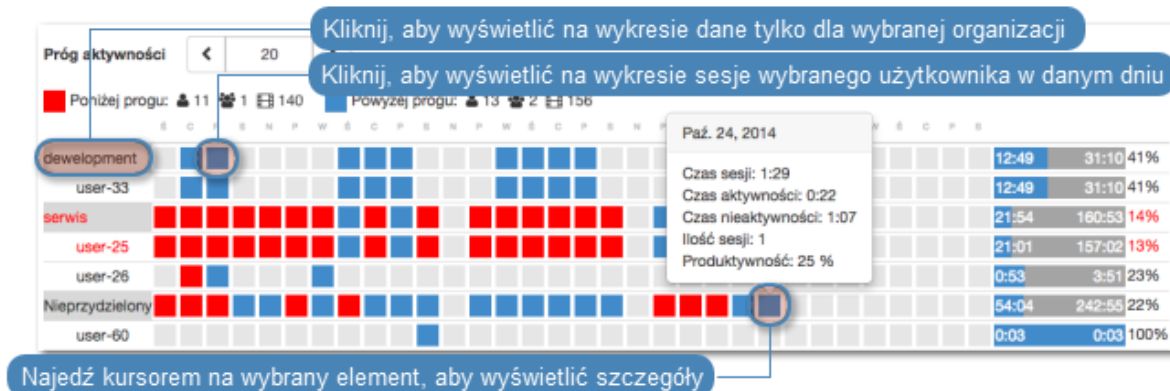 Kliknij, aby wyświetlić na wykresie dane tylko dla wybranej organizacji
Próg aktywności 20
Kliknij, aby wyświetlić na wykresie sesje wybranego użytkownika w danym dniu
Poniżej progu: 11 1 140 Powyżej progu: 13 2 156
Ś C P S N P W Ś C P S N P W Ś C P S N P
Ś C P S
Paź. 24, 2014
Czas sesji: 1:29
Czas aktywności: 0:22
Czas nieaktywności: 1:07
Ilość sesji: 1
Produktywność: 25 %
dewelopment 12:49 31:10 41%
user-33 12:49 31:10 41%
serwis 21:54 160:53 14%
user-25 21:01 157:02 13%
user-26 0:53 3:51 23%
Nieprzydzielony 54:04 242:55 22%
user-60 0:03 0:03 100%
Najedź kursorem na wybrany element, aby wyświetlić szczegóły